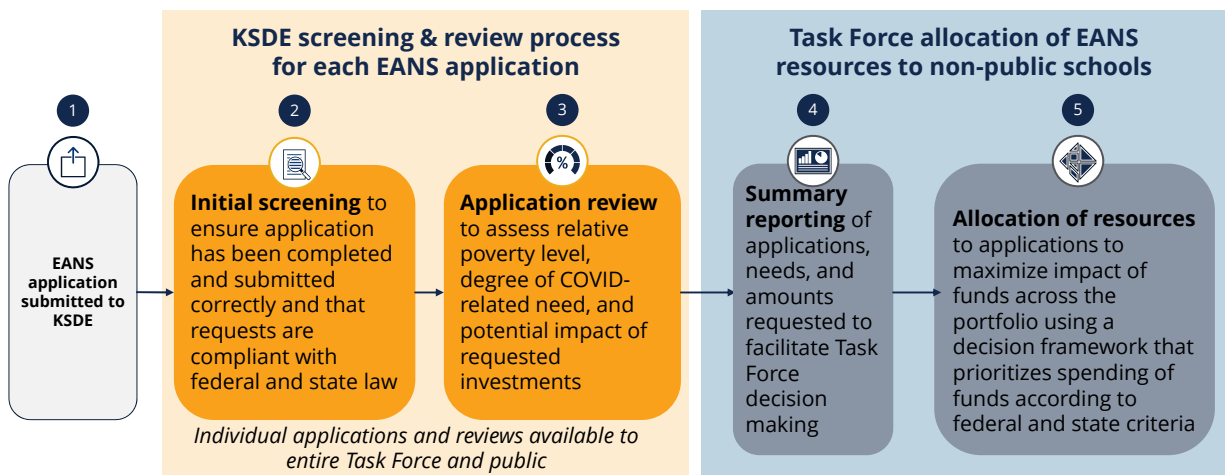 KSDE screening & review process
for each EANS application
Task Force allocation of EANS
resources to non-public schools
1
2
3
4
5
EANS
application
submitted to
KSDE
Initial screening to
ensure application
has been completed
and submitted
correctly and that
requests are
compliant with
federal and state law
%
Application review
to assess relative
poverty level,
degree of COVID-
related need, and
potential impact of
requested
investments
Summary
reporting of
applications,
needs, and
amounts
requested to
facilitate Task
Force
decision
making
Allocation of resources
to applications to
maximize impact of
funds across the
portfolio using a
decision framework that
prioritizes spending of
funds according to
federal and state criteria
Individual applications and reviews available to
entire Task Force and public